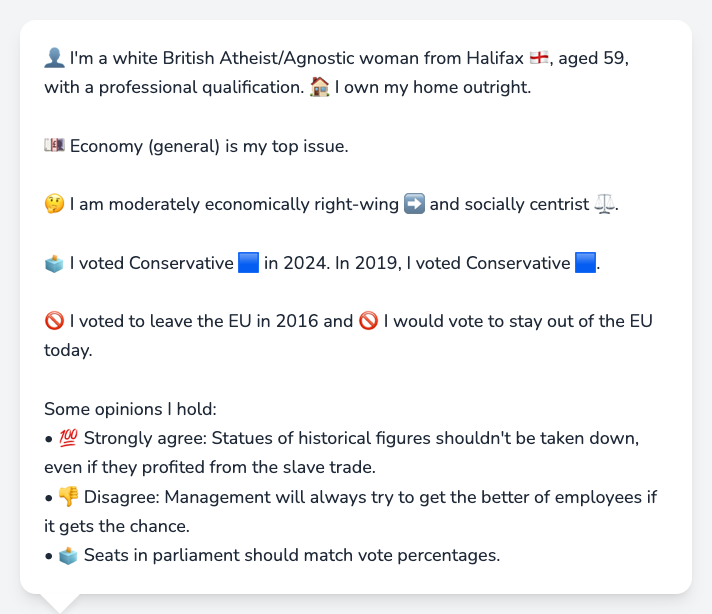 👤 I'm a white British Atheist/Agnostic woman from Halifax 🏴󠁧󠁢󠁥󠁮󠁧󠁿, aged 59,
with a professional qualification. 🏠 I own my home outright.
💷 Economy (general) is my top issue.
🤔 I am moderately economically right-wing ➡️ and socially centrist ⚖️.
🗳️ I voted Conservative 🟦 in 2024. In 2019, I voted Conservative 🟦.
🚫 I voted to leave the EU in 2016 and 🚫 I would vote to stay out of the EU
today.
Some opinions I hold:
• 💯 Strongly agree: Statues of historical figures shouldn't be taken down,
even if they profited from the slave trade.
• 👎 Disagree: Management will always try to get the better of employees if
it gets the chance.
• 🗳️ Seats in parliament should match vote percentages.